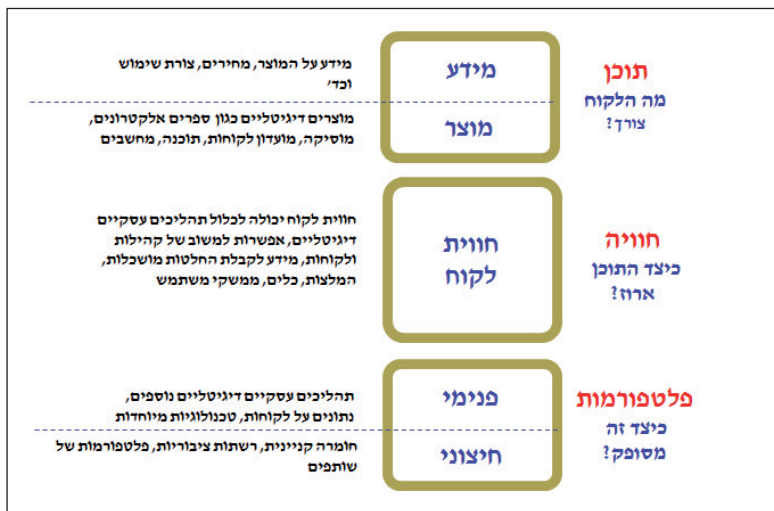 תוכן
מה הלקוח
צורך?
מידע
מידע על המוצר, מחירים, צורת שימוש
וכד׳
מוצר
מוצרים דיגיטליים כגון ספרים אלקטרונים,
מוסיקה, מועדון לקוחות, תוכנה, מחשבים
חוויה
כיצד התוכן
ארוז?
חווית
לקוח
חווית לקוח יכולה לכלול תהליכים עסקיים
דיגיטליים, אפשרות למשוב של קהילות
ולקוחות, מידע לקבלת החלטות מושכלות,
המלצות, כלים, ממשקי משתמש
פלטפורמות
כיצד זה
מסופק?
פנימי
תהליכים עסקיים דיגיטליים נוספים,
נתונים על לקוחות, טכנולוגיות מיוחדות
חיצוני
חומרה קניינית, רשתות ציבוריות, פלטפורמות של
שותפים